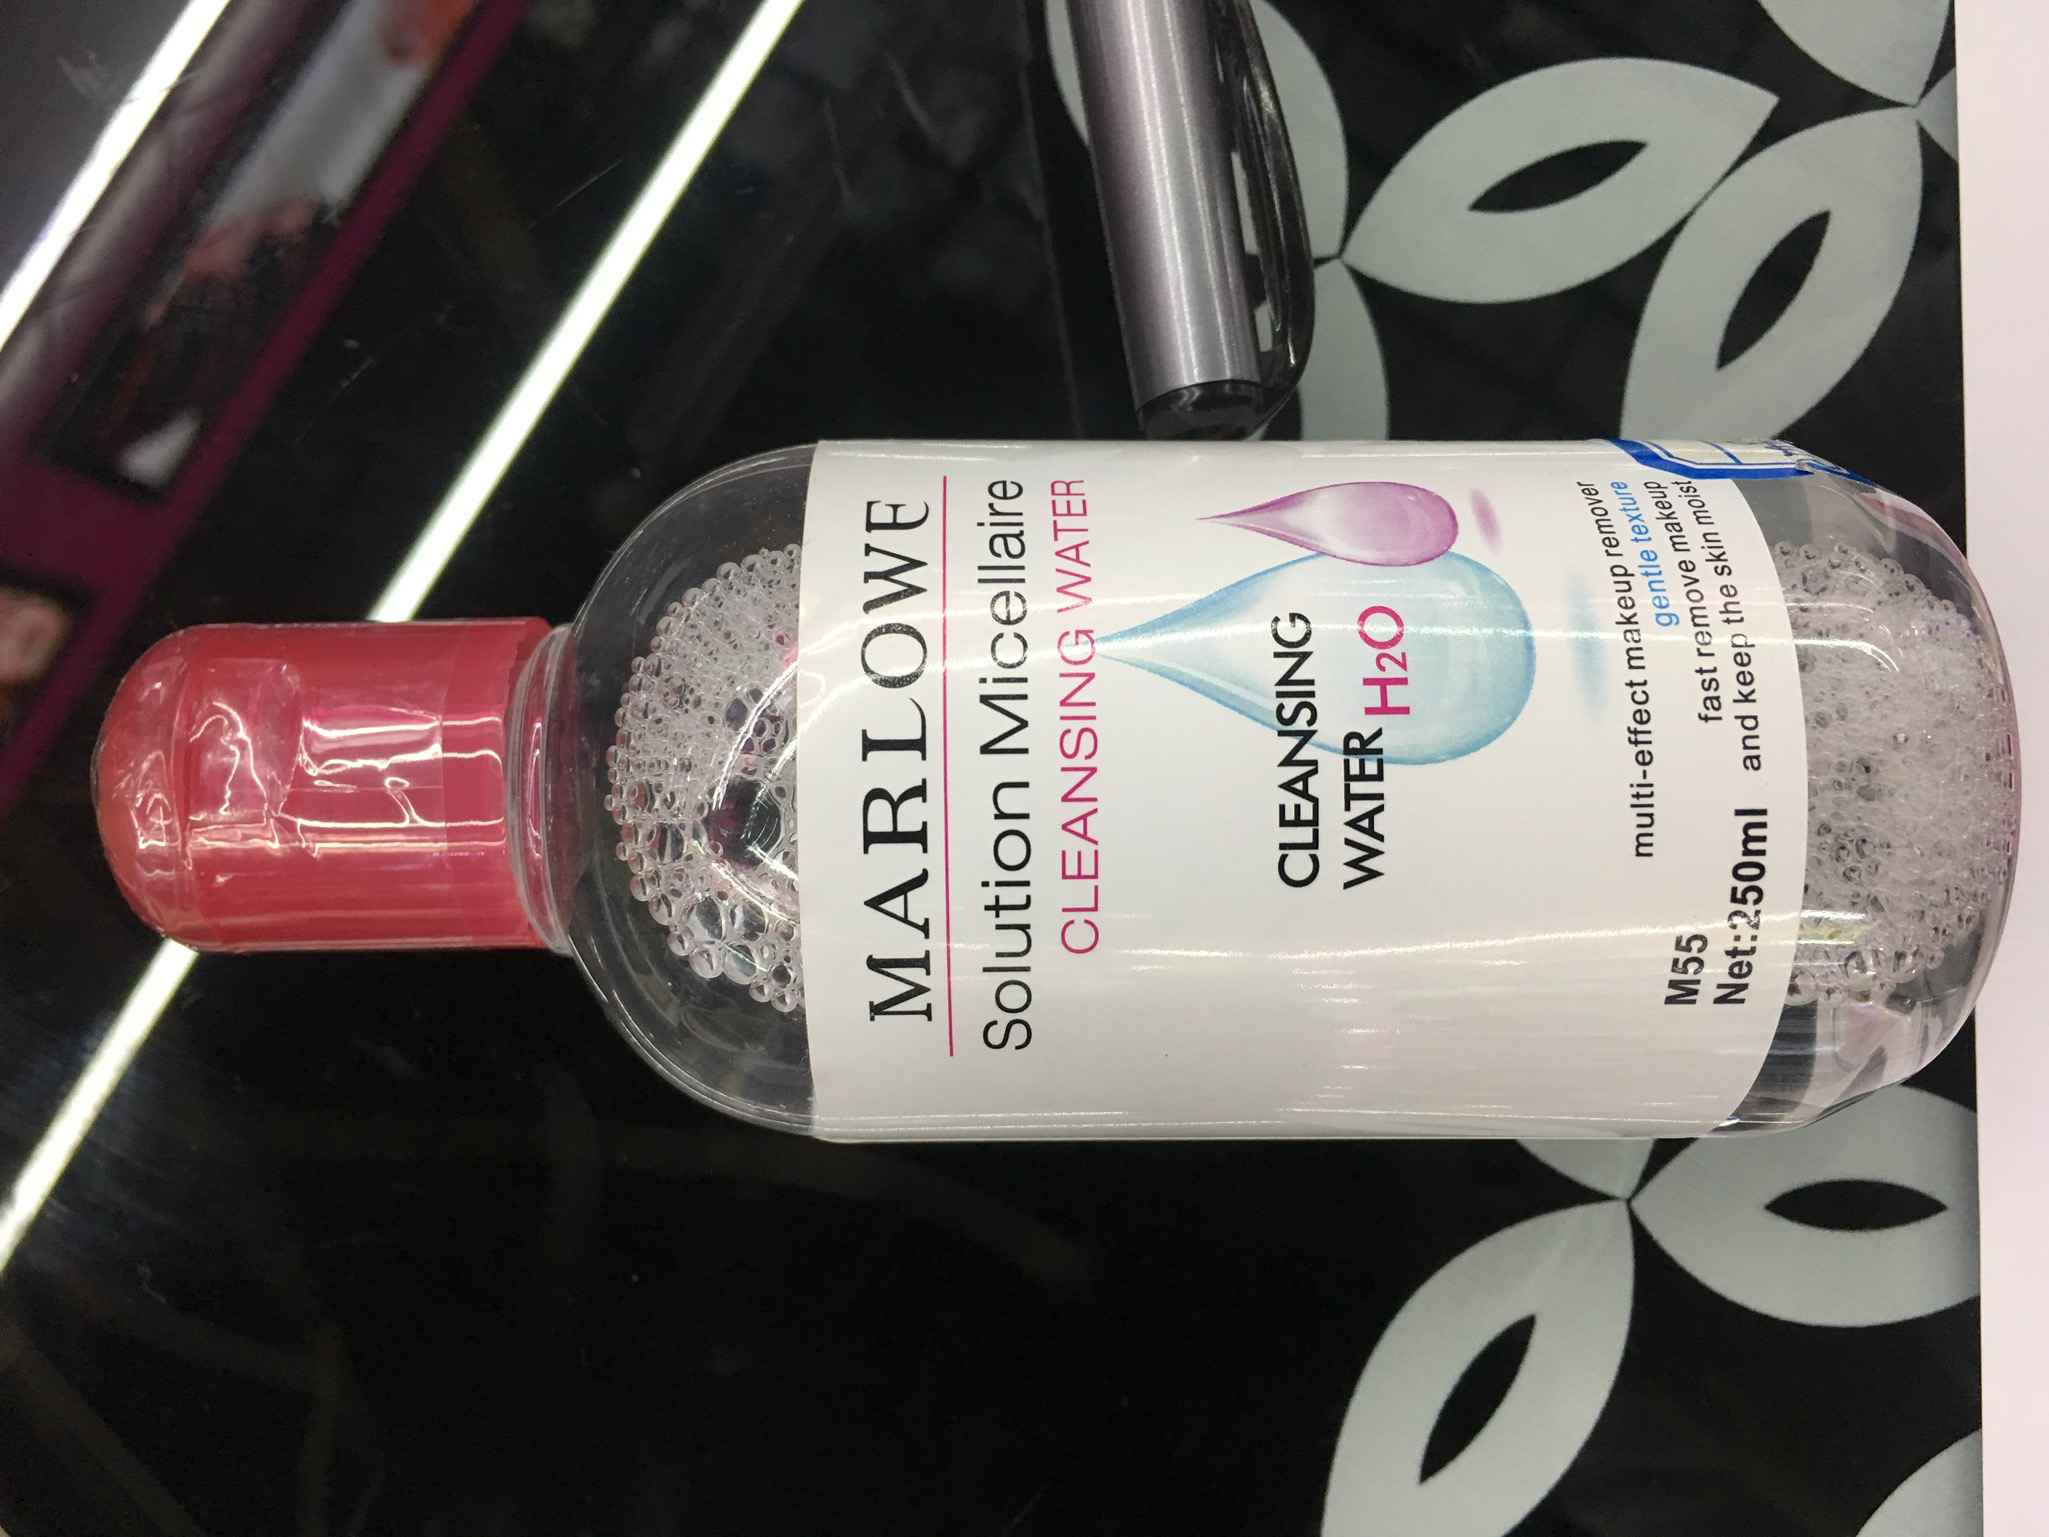 MARLOWE
Solution Micellaire
CLEANSING WATER
CLEANSING
WATER H2O
multi-effect makeup remover
gentle texture
fast remove makeup
and keep the skin moist
M55
Net:250ml